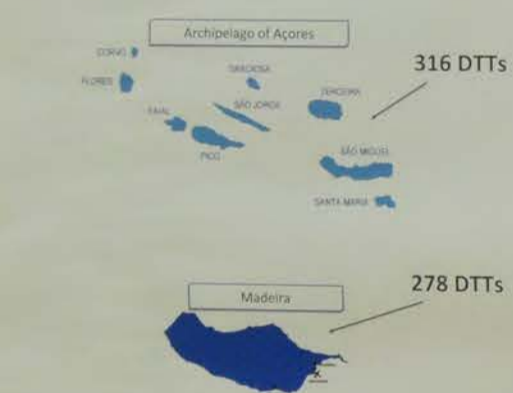 Archipelago of Açores
CORVO
FLORES
GRACIOSA
TERCEIRA
316 DTTs
SÃO JORGE
FAIAL
PICO
SÃO MIGUEL
SANTA MARIA
278 DTTs
Madeira